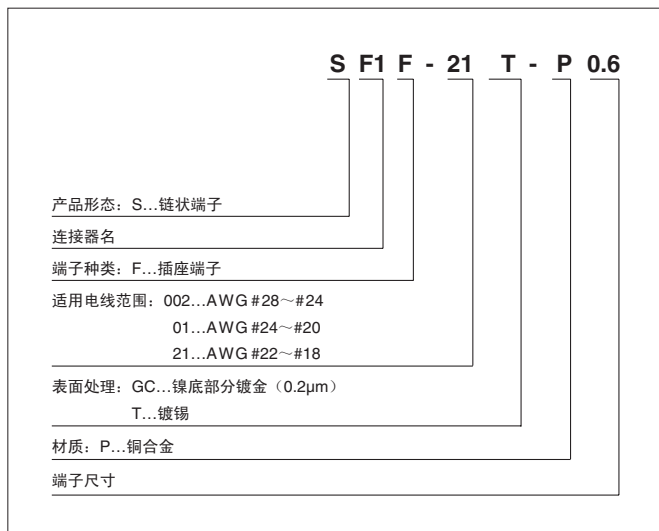 S F1 F - 21 T - P 0.6
产品形态：S…链状端子
连接器名
端子种类：F…插座端子
适用电线范围：002…AWG #28～#24
01…AWG #24～#20
21…AWG #22～#18
表面处理：GC…镍底部分镀金（0.2μm）
T…镀锡
材质：P…铜合金
端子尺寸